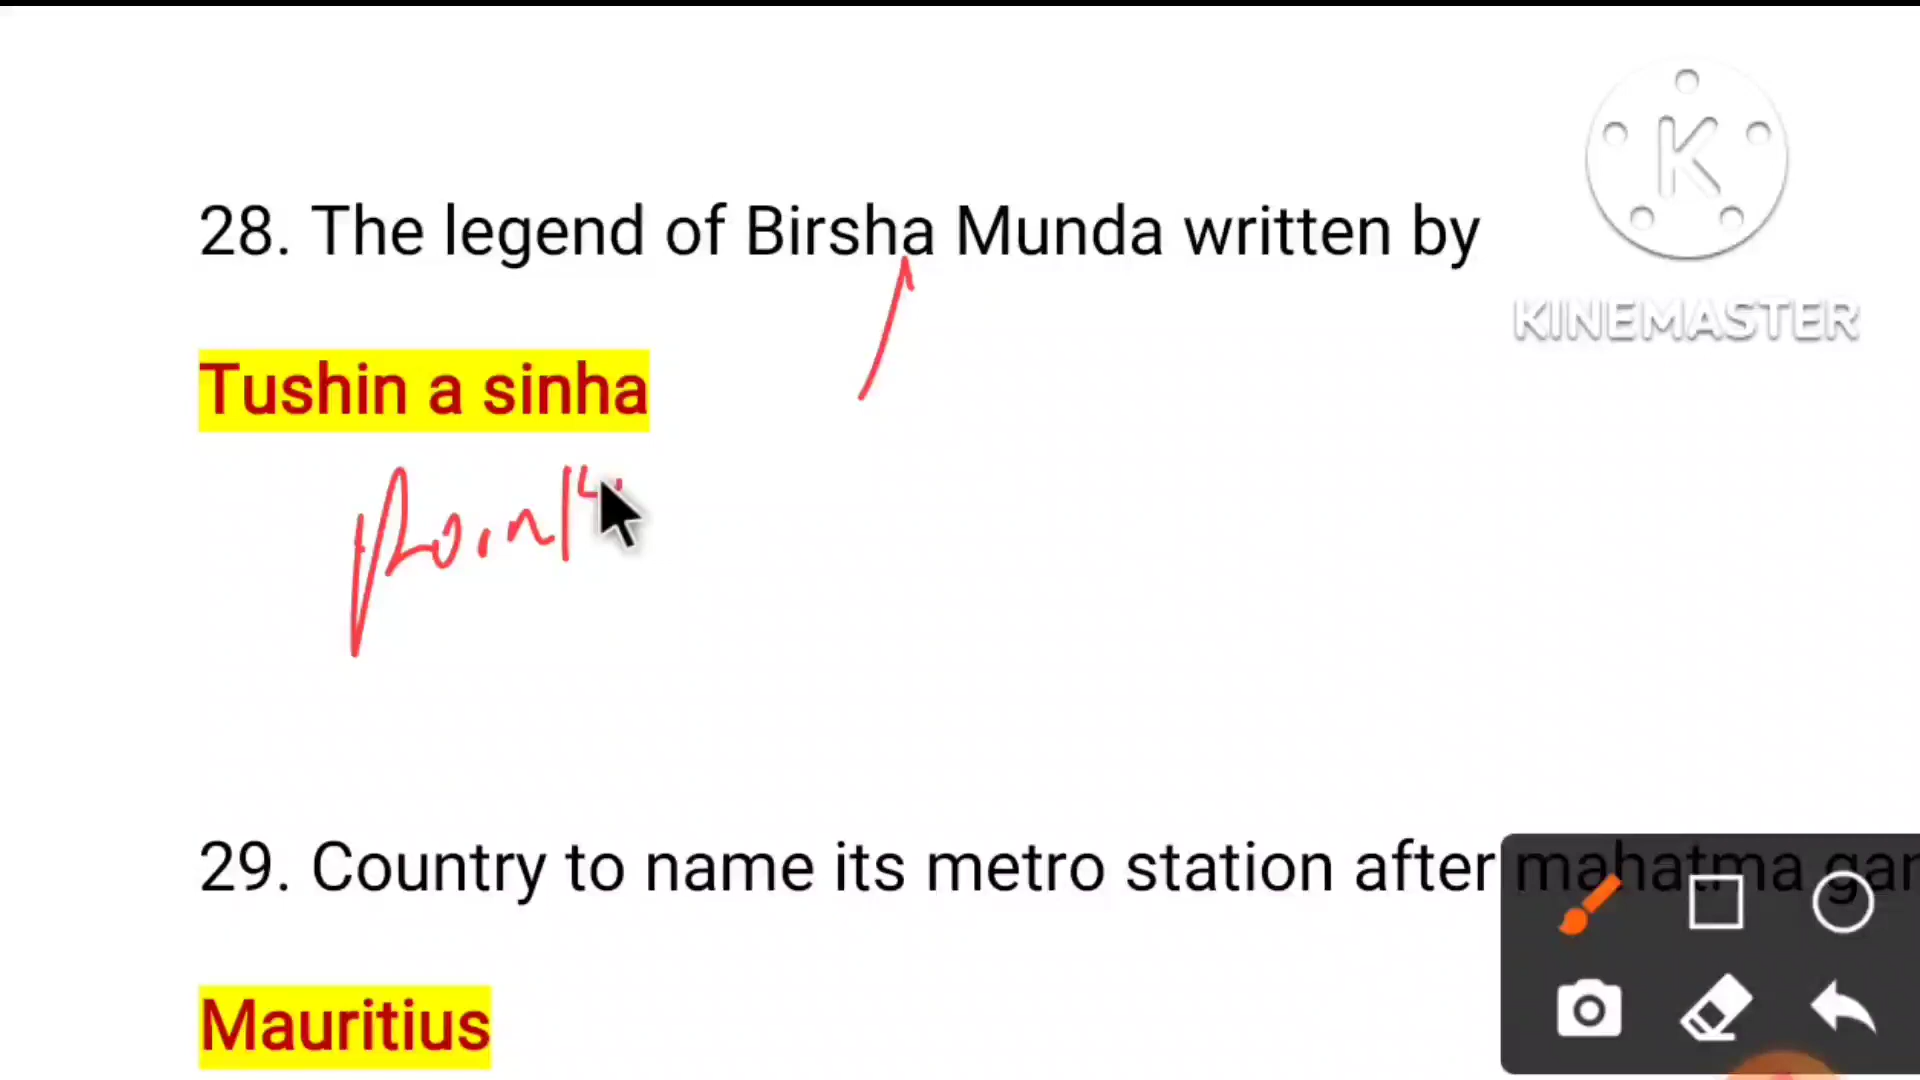 28. The legend of Birsha Munda written by
KINEMASTER
Tushin a sinha
29. Country to name its metro station after mahatma gan
Mauritius